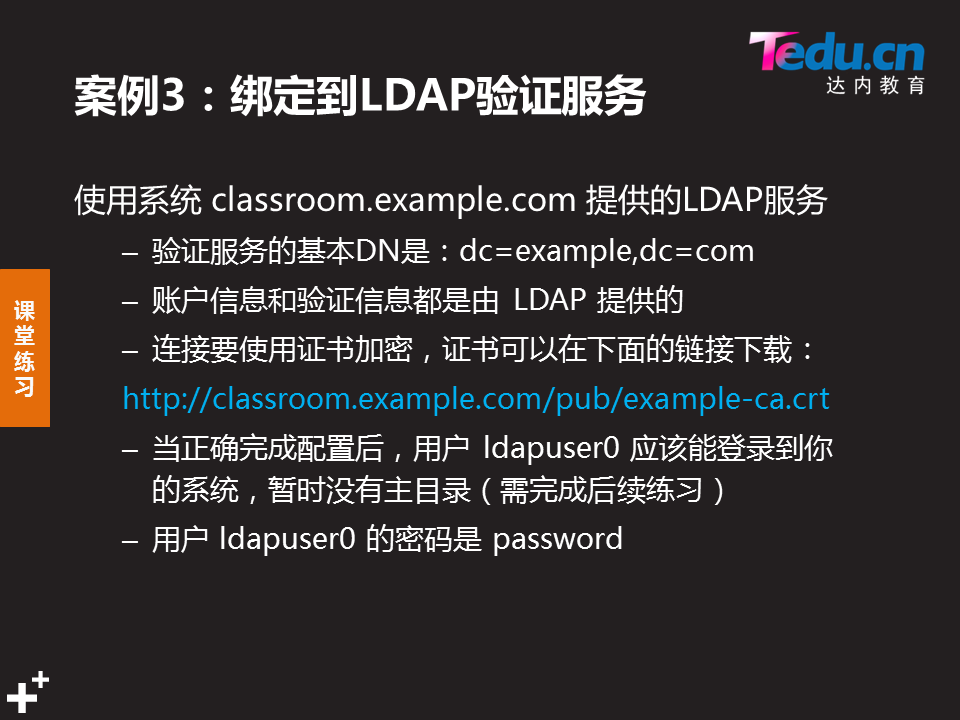 Tedu.cn
达内教育
案例3：绑定到LDAP验证服务
使用系统 classroom.example.com 提供的LDAP服务
– 验证服务的基本DN是：dc=example,dc=com
– 账户信息和验证信息都是由 LDAP 提供的
– 连接要使用证书加密，证书可以在下面的链接下载：
http://classroom.example.com/pub/example-ca.crt
– 当正确完成配置后，用户 ldapuser0 应该能登录到你
的系统，暂时没有主目录（需完成后续练习）
– 用户 ldapuser0 的密码是 password
课
堂
练
习